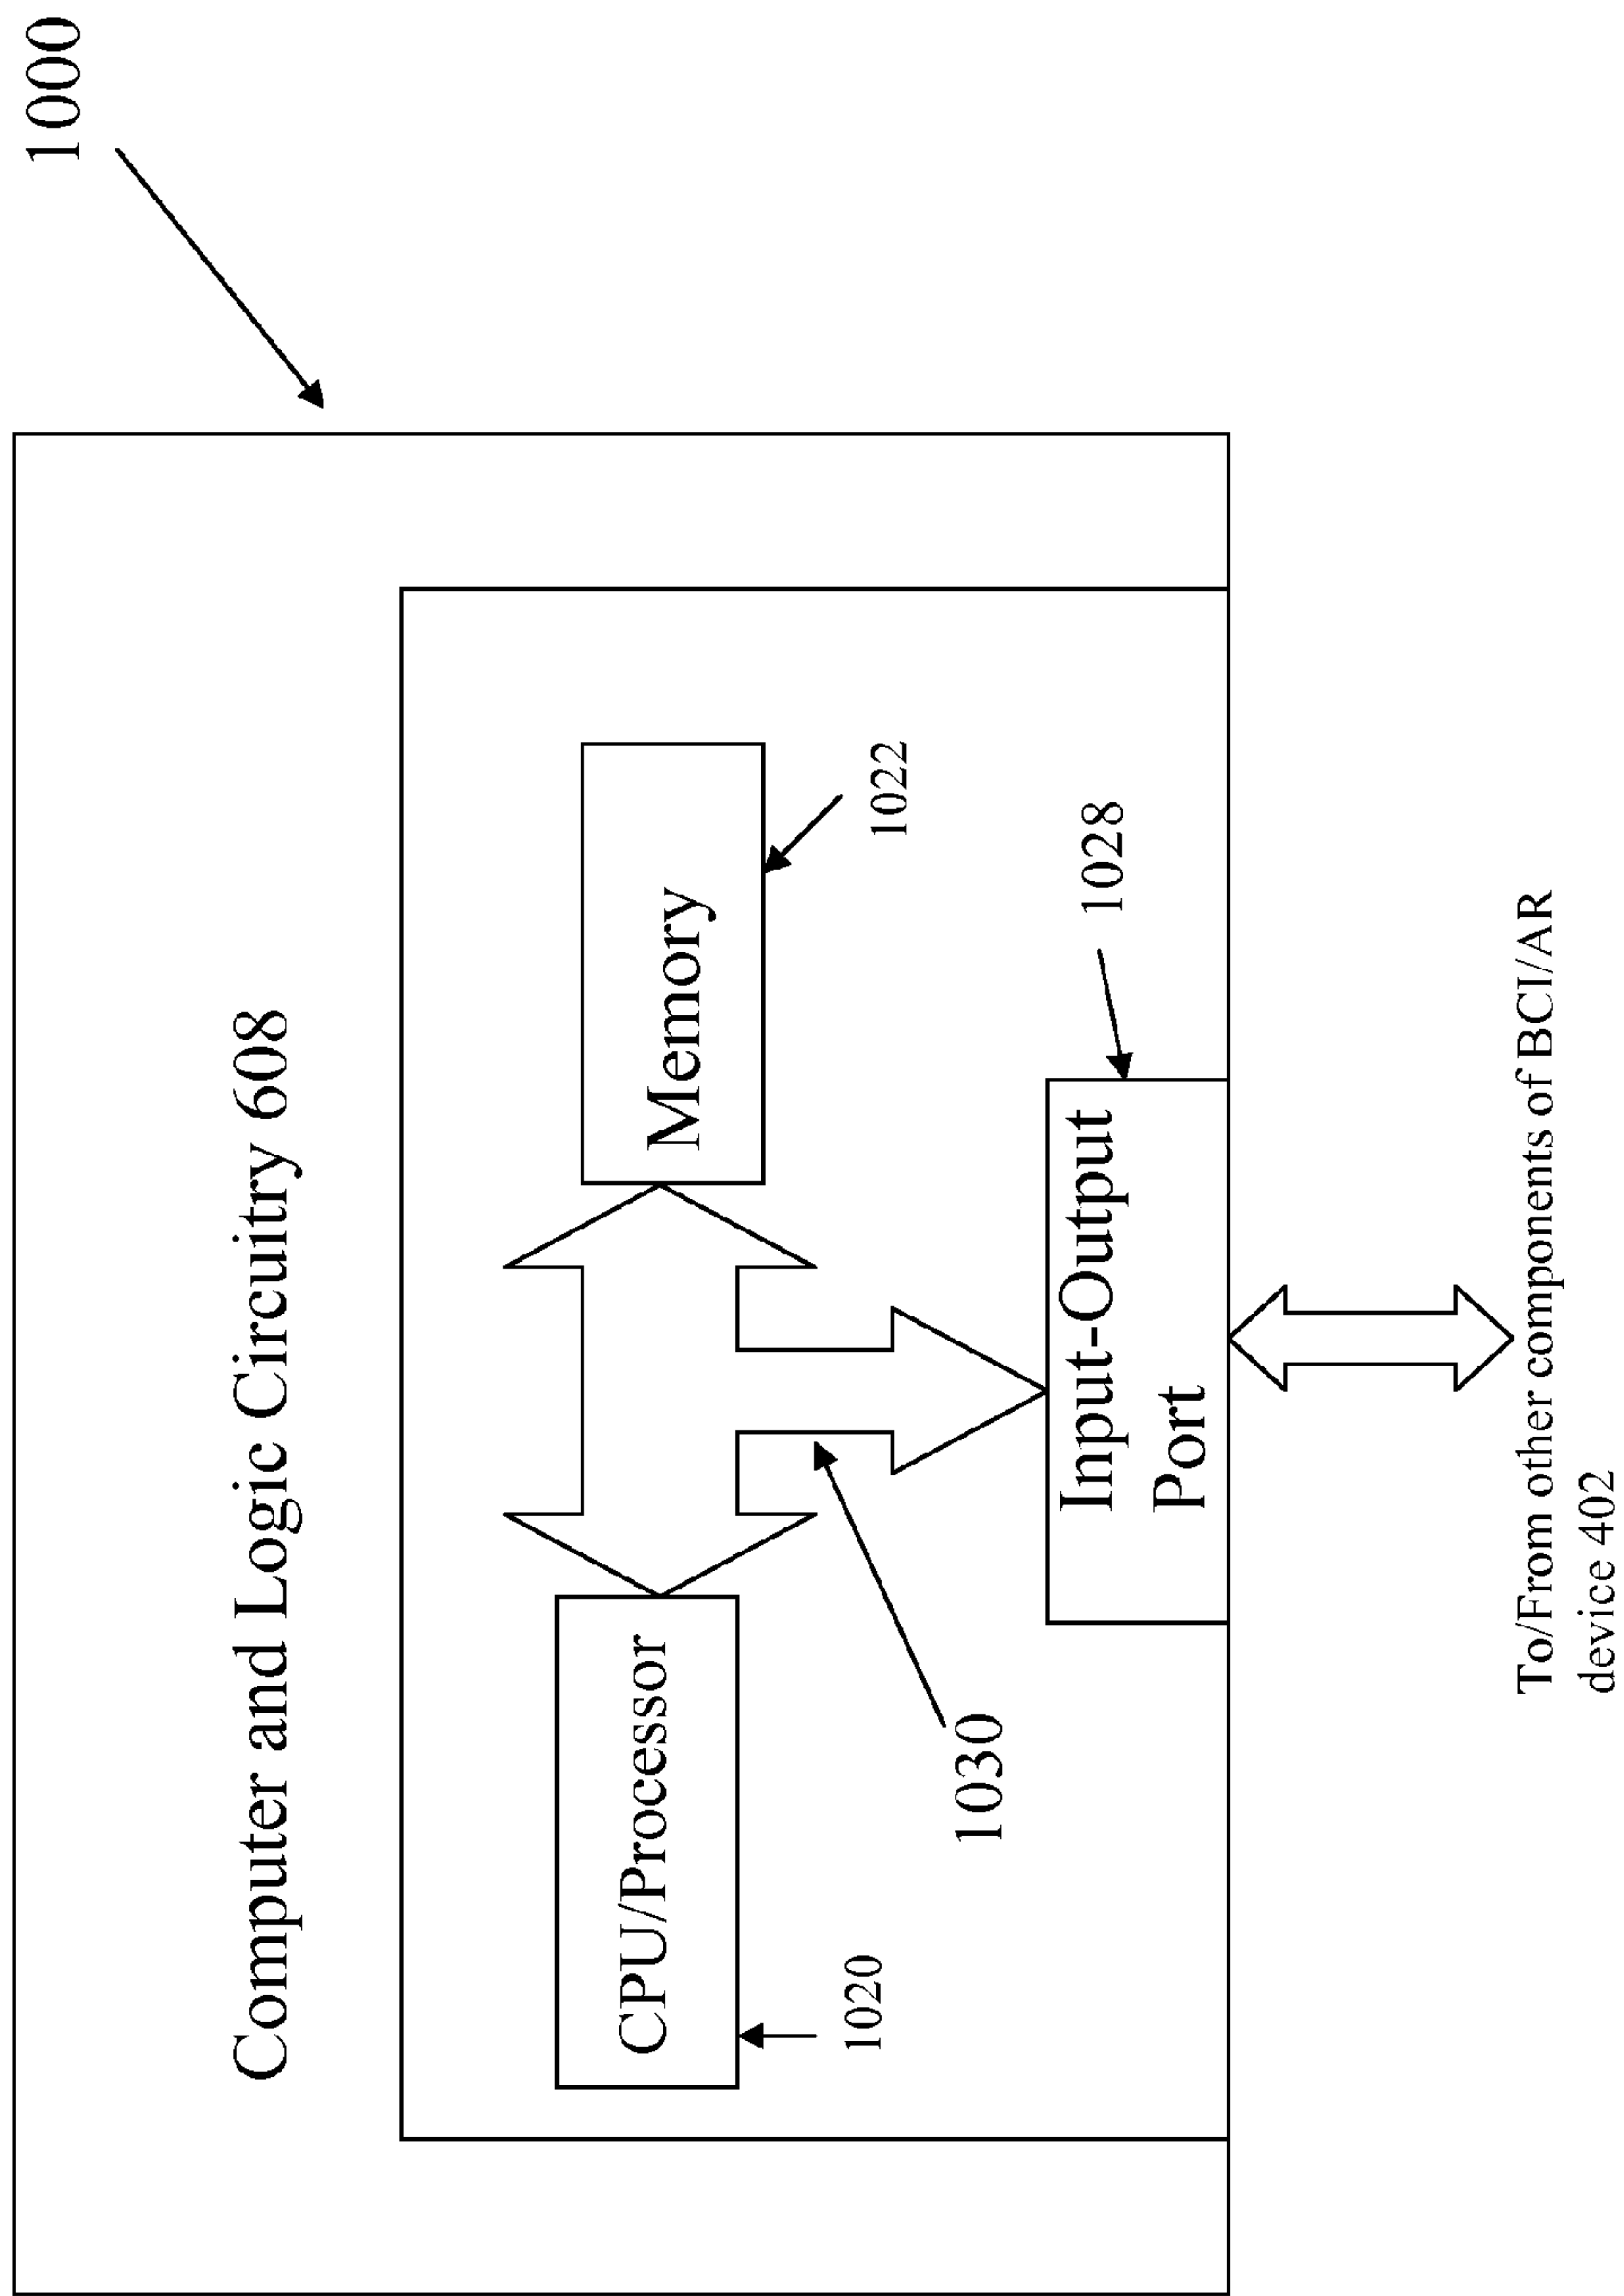 1000
Computer and Logic Circuitry 608
CPU/Processor
Memory
1020
1022
1030
1028
Input-Output
Port
To/From other components of BCI/AR
device 402